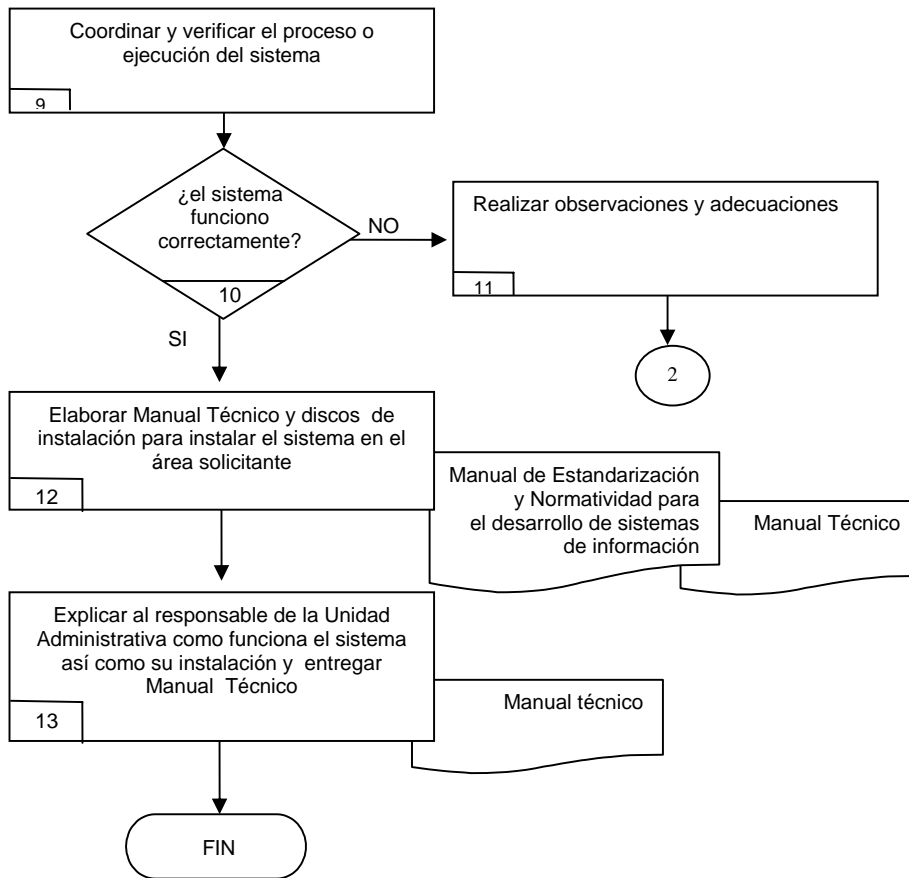 Coordinar y verificar el proceso o
ejecución del sistema
9
¿el sistema
funciono
correctamente?
10
NO
Realizar observaciones y adecuaciones
11
2
SI
Elaborar Manual Técnico y discos de
instalación para instalar el sistema en el
área solicitante
12
Manual de Estandarización
y Normatividad para
el desarrollo de sistemas
de información
Manual Técnico
Explicar al responsable de la Unidad
Administrativa como funciona el sistema
así como su instalación y entregar
Manual Técnico
13
Manual técnico
FIN